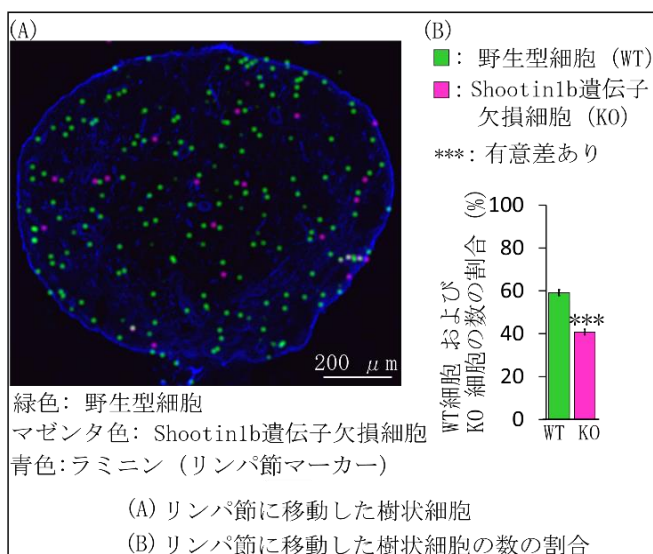 (A)
(B)
■: 野生型細胞 (WT)
■: Shootin1b遺伝子
欠損細胞 (KO)
***: 有意差あり
200 μm
WT細胞 および
KO 細胞の数の割合 (%)
100
80
60
40
20
0
***
WT KO
緑色: 野生型細胞
マゼンタ色: Shootin1b遺伝子欠損細胞
青色:ラミニン (リンパ節マーカー)
(A) リンパ節に移動した樹状細胞
(B) リンパ節に移動した樹状細胞の数の割合